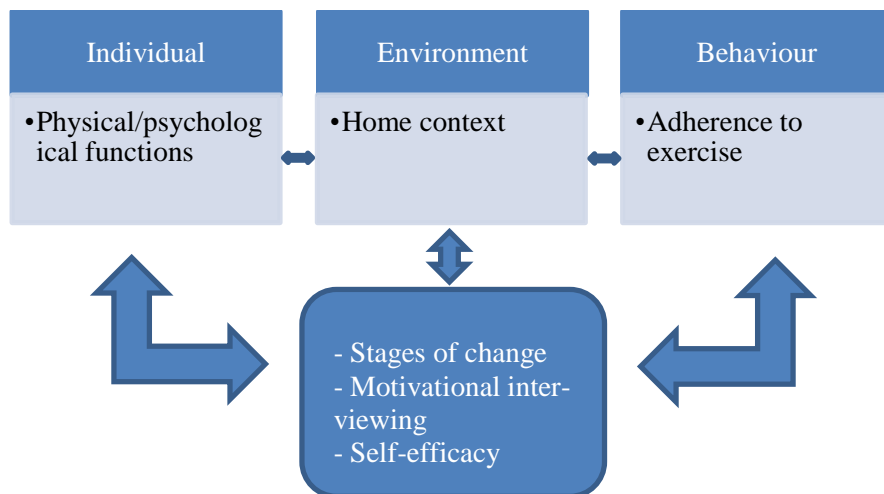 Individual
•Physical/psycholog
ical functions
Environment
•Home context
Behaviour
•Adherence to
exercise
- Stages of change
- Motivational inter-
viewing
- Self-efficacy